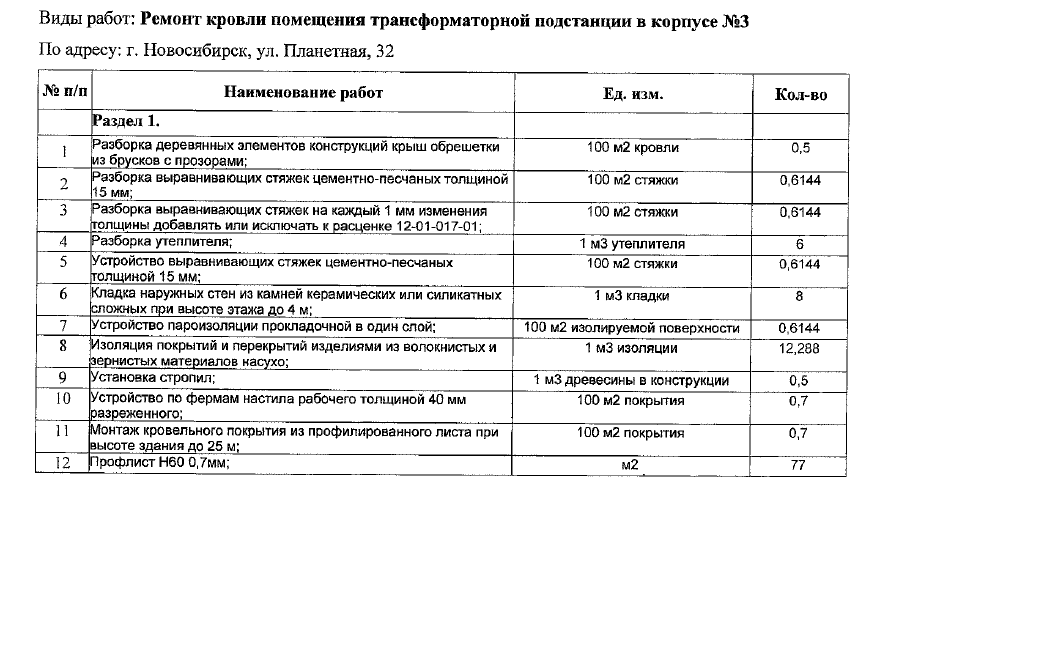 Виды работ: Ремонт кровли помещения трансформаторной подстанции в корпусе №3
По адресу: г. Новосибирск, ул. Планетная, 32
№ п/п Наименование работ Ед. изм. Кол-во
Раздел 1.
1 Разборка деревянных элементов конструкций крыш обрешетки 100 м2 кровли 0,5
из брусков с прозорами;
2 Разборка выравнивающих стяжек цементно-песчаных толщиной 100 м2 стяжки 0,6144
15 мм;
3 Разборка выравнивающих стяжек на каждый 1 мм изменения 100 м2 стяжки 0,6144
толщины добавлять или исключать к расценке 12-01-017-01;
4 Разборка утеплителя; 1 м3 утеплителя 6
5 Устройство выравнивающих стяжек цементно-песчаных 100 м2 стяжки 0,6144
толщиной 15 мм;
6 Кладка наружных стен из камней керамических или силикатных 1 м3 кладки 8
сложных при высоте этажа до 4 м;
7 Устройство пароизоляции прокладочной в один слой; 100 м2 изолируемой поверхности 0,6144
8 Изоляция покрытий и перекрытий изделиями из волокнистых и 1 м3 изоляции 12,288
зернистых материалов насухо;
9 Установка стропил; 1 м3 древесины в конструкции 0,5
10 Устройство по фермам настила рабочего толщиной 40 мм 100 м2 покрытия 0,7
разреженного;
11 Монтаж кровельного покрытия из профилированного листа при 100 м2 покрытия 0,7
высоте здания до 25 м;
12 Профлист Н60 0,7мм; м2 77